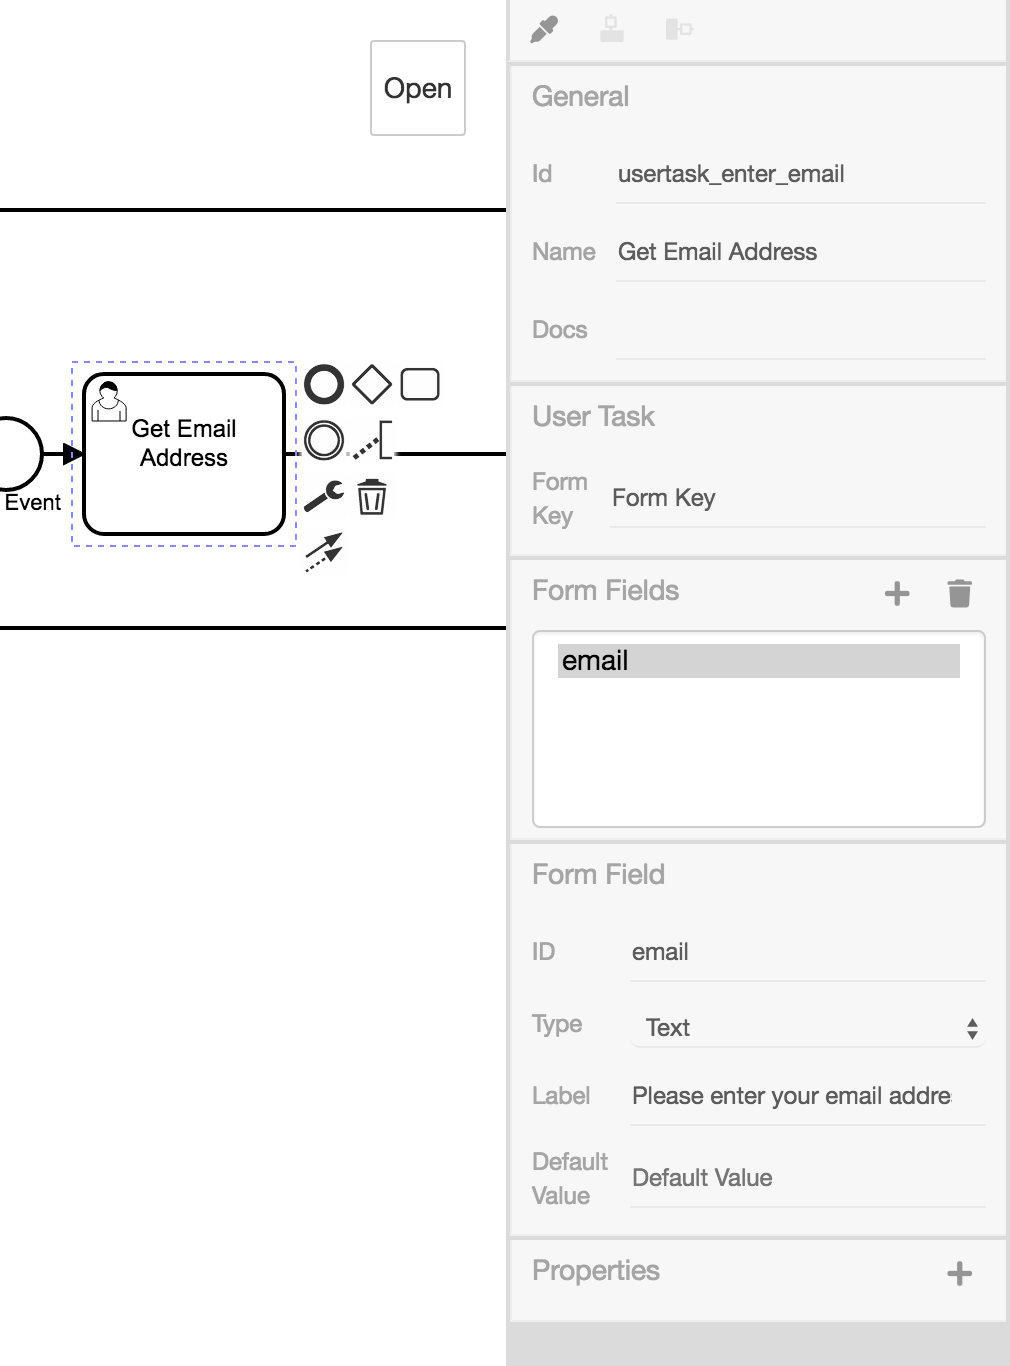 Open
Event
Get Email
Address
General
Id usertask_enter_email
Name Get Email Address
Docs
User Task
Form
Key
Form Key
Form Fields
email
Form Field
ID email
Type Text
Label Please enter your email addre
Default
Value
Default Value
Properties